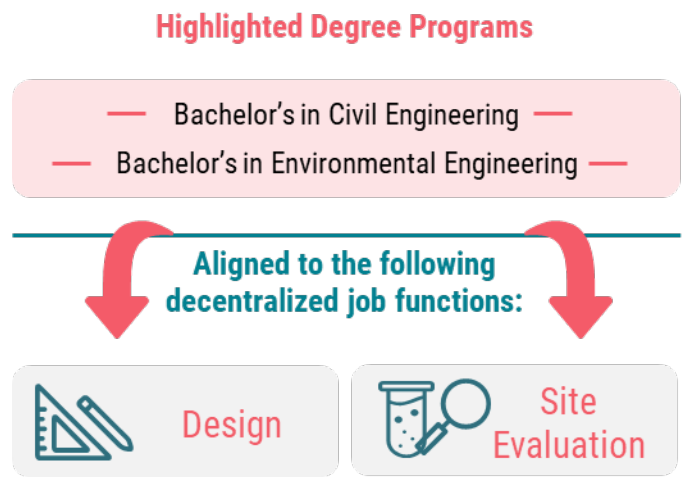 Highlighted Degree Programs
Bachelor's in Civil Engineering
Bachelor's in Environmental Engineering
Aligned to the following
decentralized job functions:
Design
Site
Evaluation